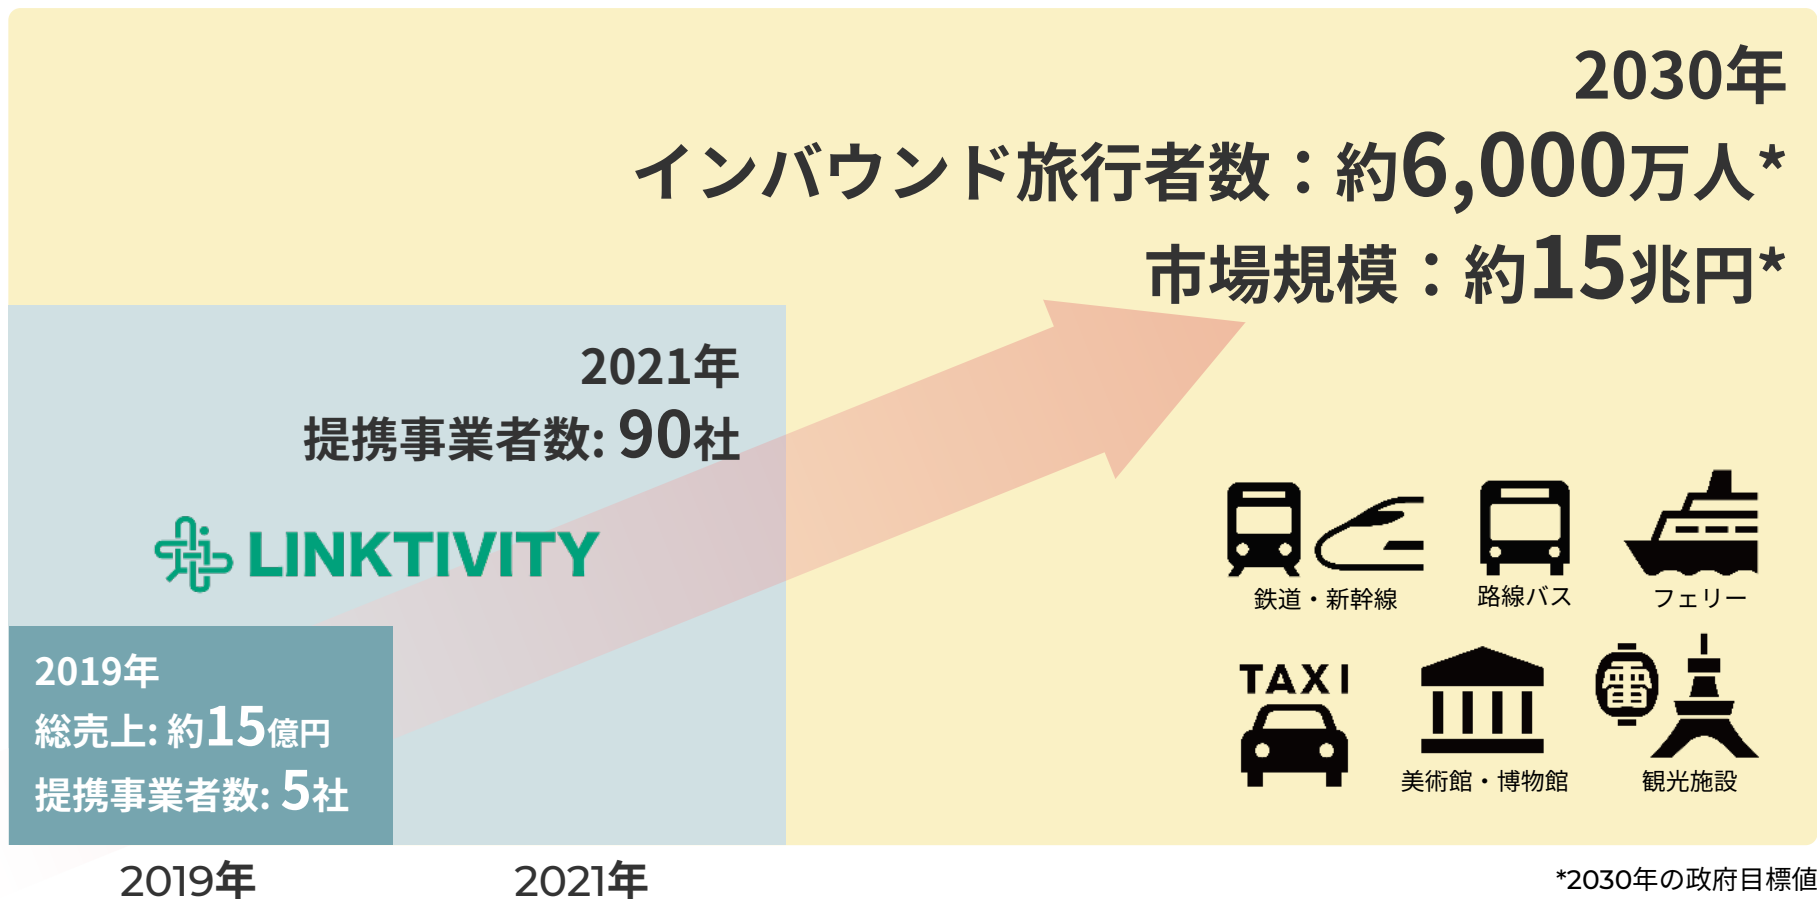 2030年
インバウンド旅行者数：約6,000万人*
市場規模：約15兆円*
2021年
提携事業者数: 90社
LINKTIVITY
2019年
総売上: 約15億円
提携事業者数: 5社
鉄道・新幹線
路線バス
フェリー
TAXI
美術館・博物館
電
観光施設
2019年
2021年
*2030年の政府目標値